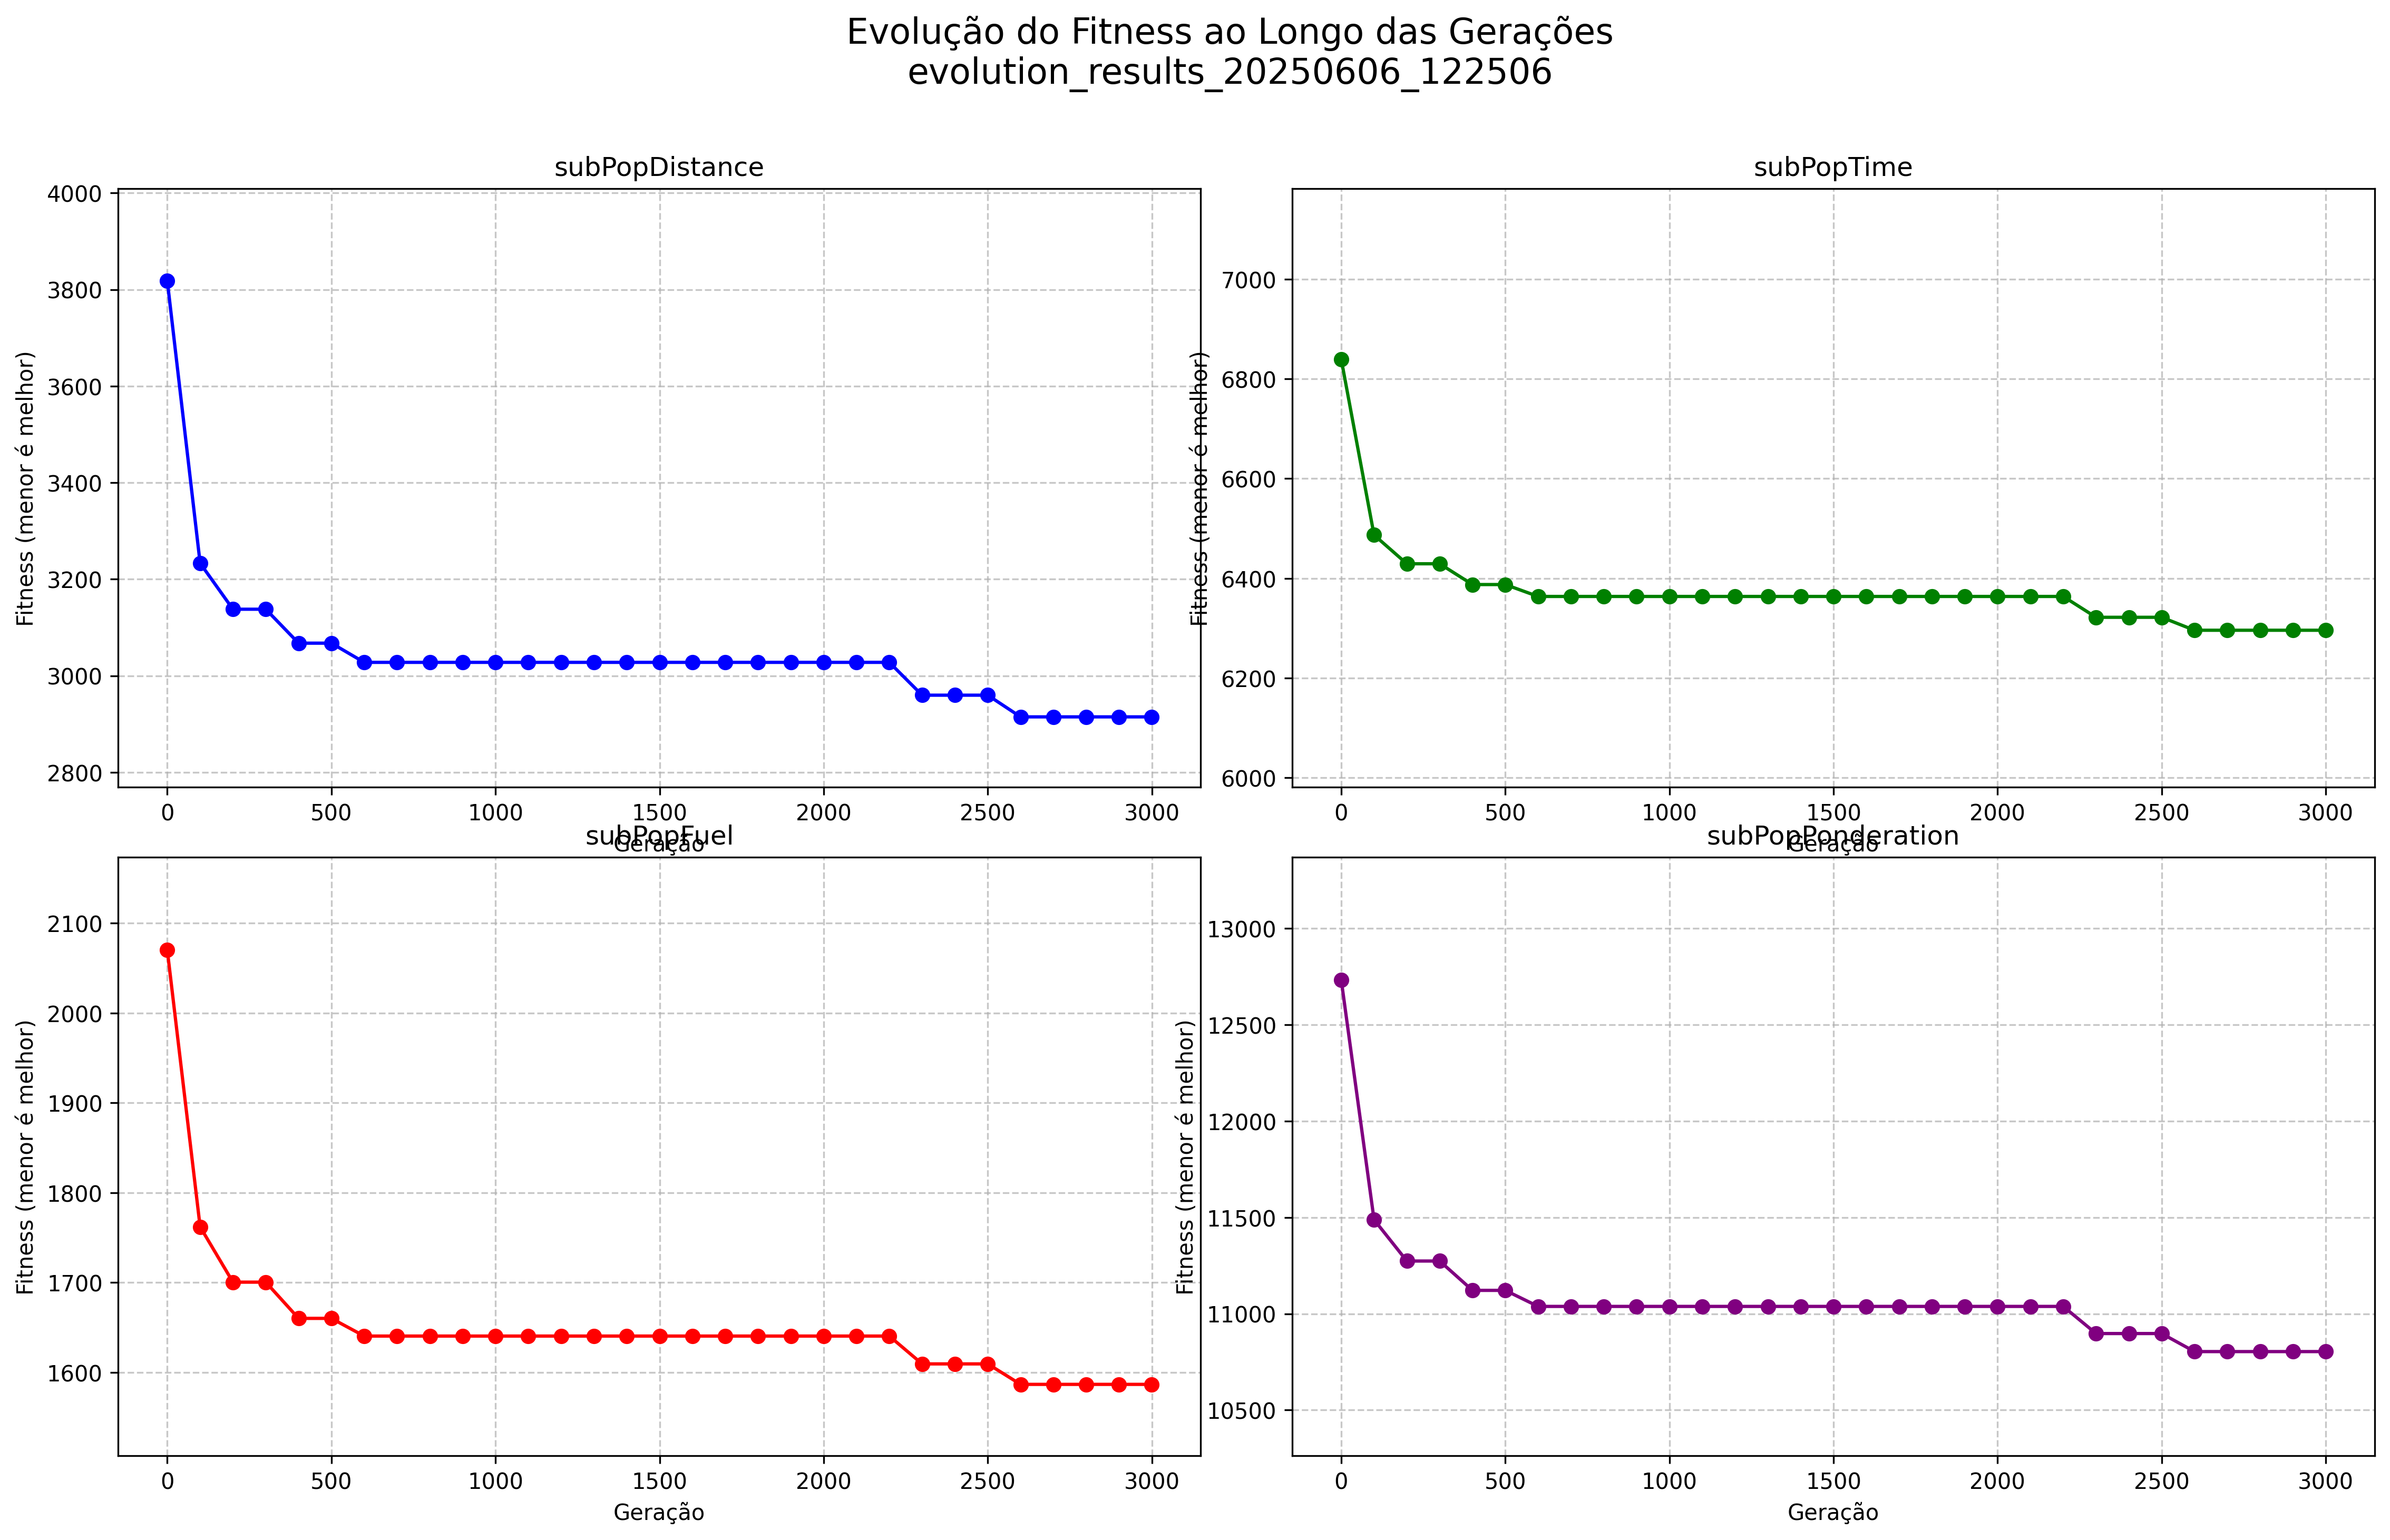 Evolução do Fitness ao Longo das Gerações
evolution_results_20250606_122506
subPopDistance
Fitness (menor é melhor)
4000
3800
3600
3400
3200
3000
2800
0 500 1000 1500 2000 2500 3000
Geração
subPopTime
Fitness (menor é melhor)
7000
6800
6600
6400
6200
6000
0 500 1000 1500 2000 2500 3000
Geração
subPopFuel
Fitness (menor é melhor)
2100
2000
1900
1800
1700
1600
0 500 1000 1500 2000 2500 3000
Geração
subPopPonderation
Fitness (menor é melhor)
13000
12500
12000
11500
11000
10500
0 500 1000 1500 2000 2500 3000
Geração